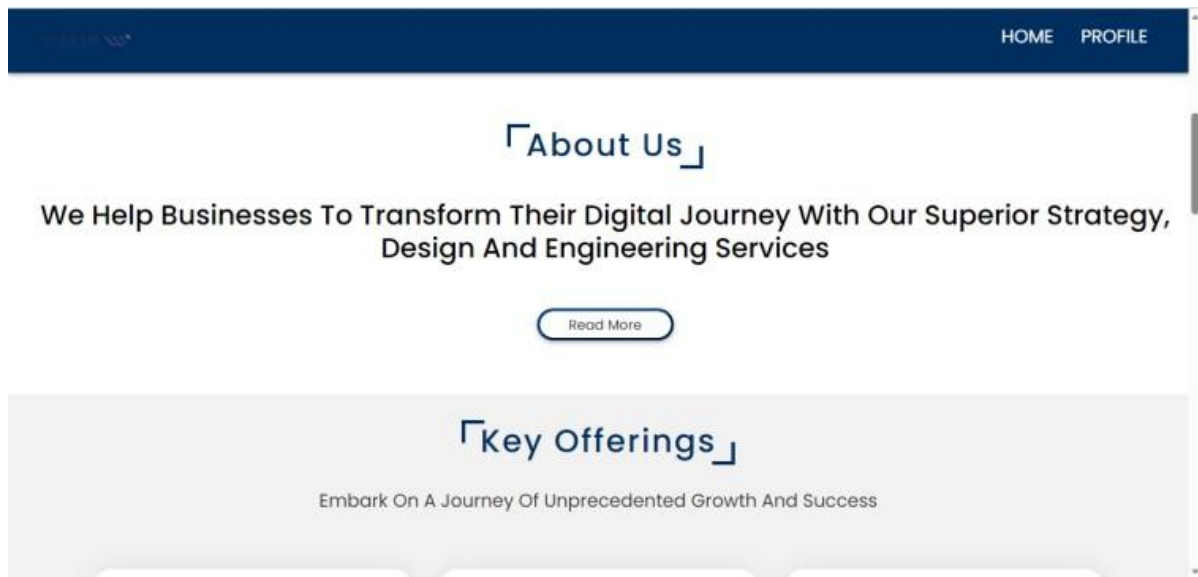 HOME PROFILE
About Us
We Help Businesses To Transform Their Digital Journey With Our Superior Strategy,
Design And Engineering Services
Read More
Key Offerings
Embark On A Journey Of Unprecedented Growth And Success